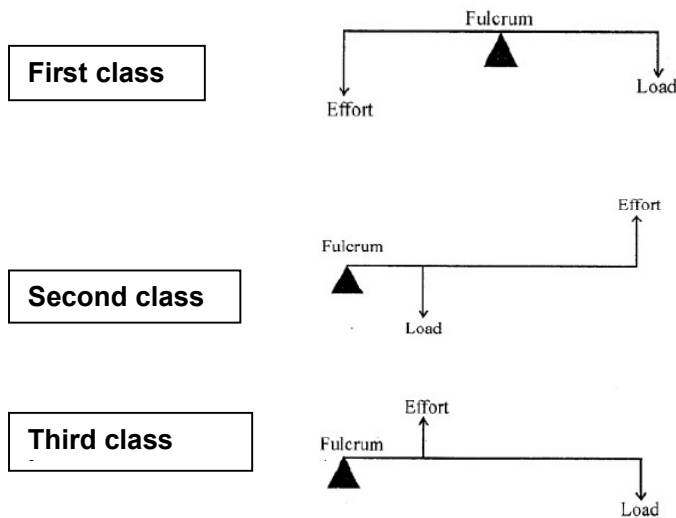 Fulcrum
First class
Effort
Load
Effort
Fulcrum
Second class
Load
Effort
Third class
Fulcrum
Load